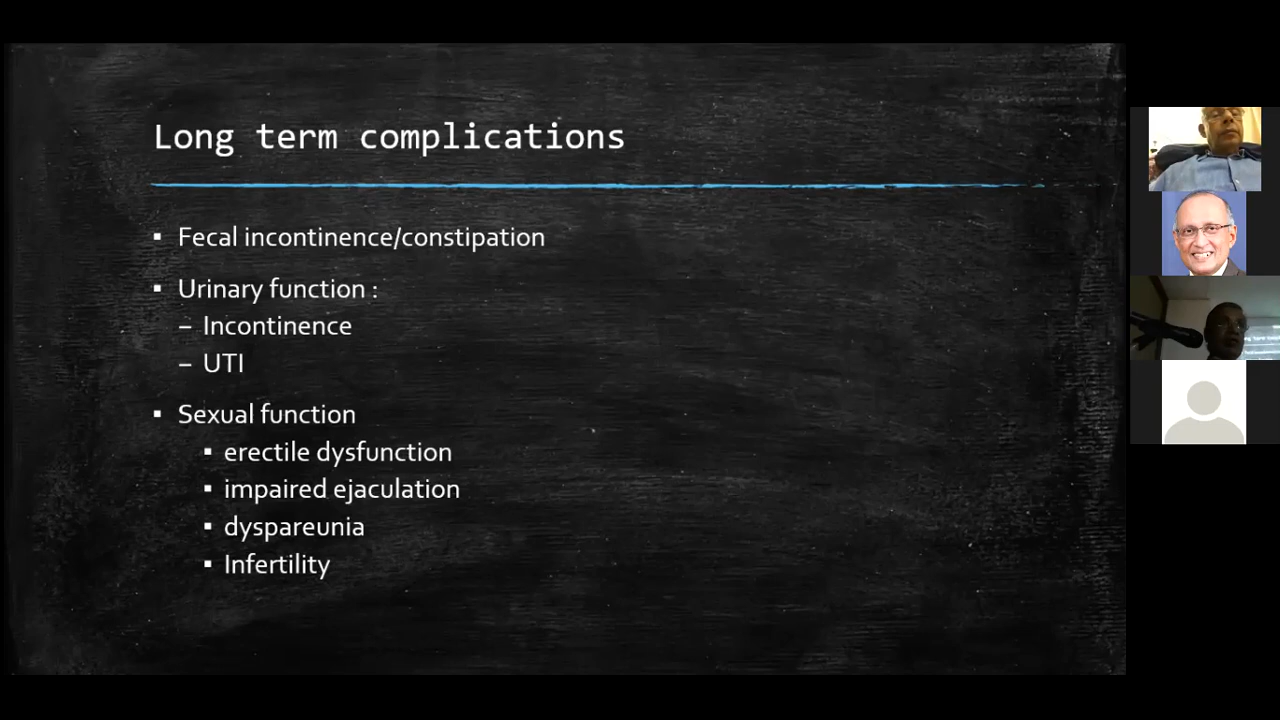 Long term complications
▪ Fecal incontinence/constipation
▪ Urinary function :
– Incontinence
– UTI
▪ Sexual function
▪ erectile dysfunction
▪ impaired ejaculation
▪ dyspareunia
▪ Infertility